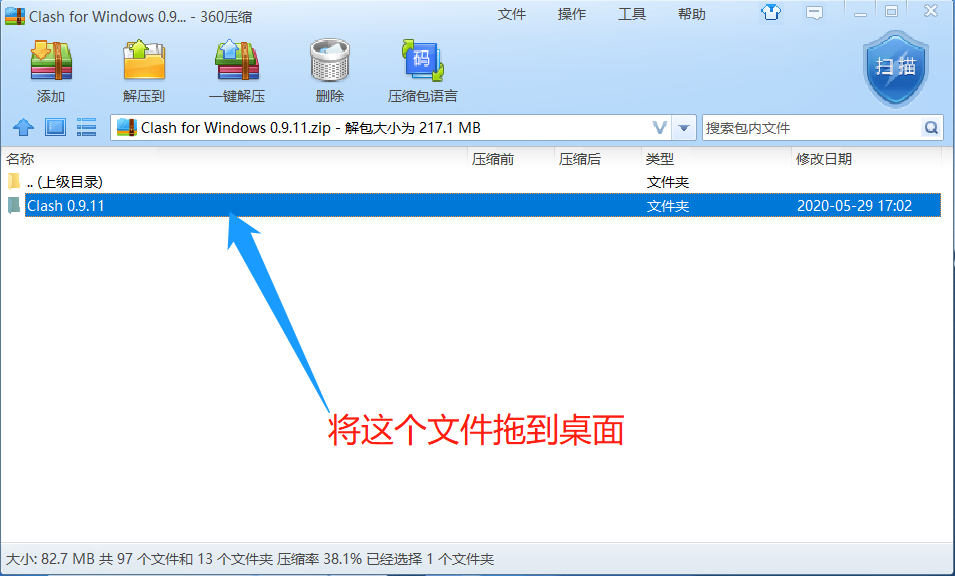 Clash for Windows 0.9... - 360压缩
文件 操作 工具 帮助
添加 解压到 一键解压 删除 压缩包语言
码
扫描
Clash for Windows 0.9.11.zip - 解包大小为 217.1 MB
搜索包内文件
名称 压缩前 压缩后 类型 修改日期
.. (上级目录) 文件夹
Clash 0.9.11 文件夹 2020-05-29 17:02
将这个文件拖到桌面
大小: 82.7 MB 共 97 个文件和 13 个文件夹 压缩率 38.1% 已经选择 1 个文件夹